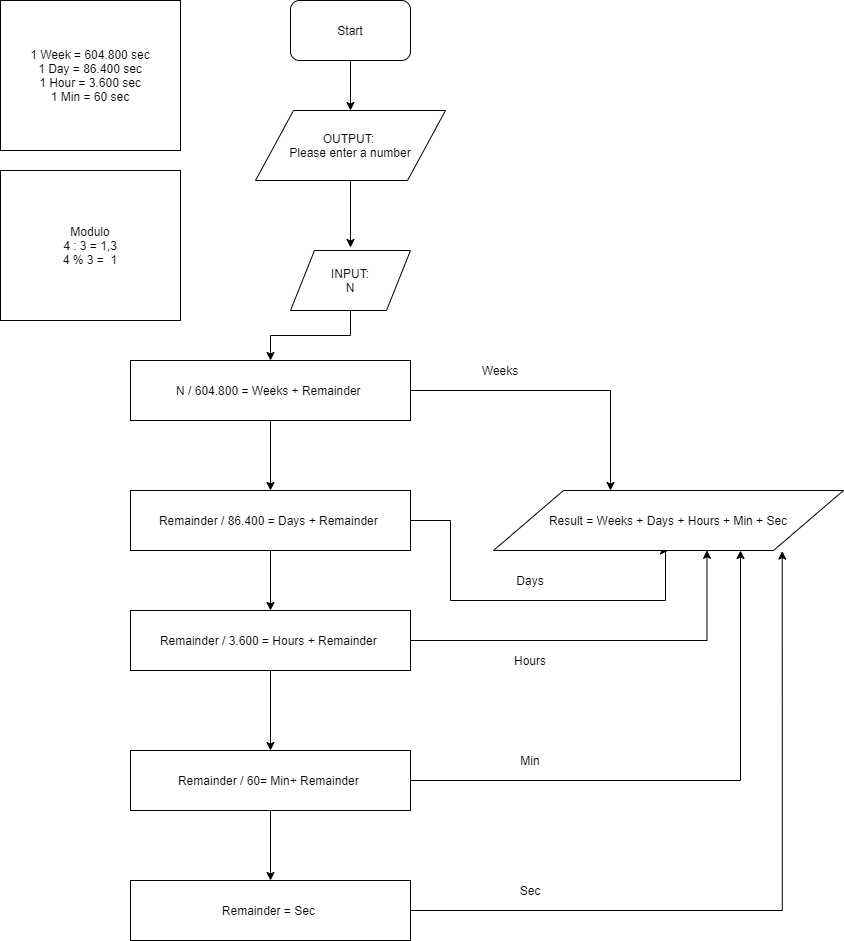 1 Week = 604.800 sec
1 Day = 86.400 sec
1 Hour = 3.600 sec
1 Min = 60 sec
Modulo
4 : 3 = 1,3
4 % 3 = 1
Start
OUTPUT:
Please enter a number
INPUT:
N
N / 604.800 = Weeks + Remainder
Weeks
Remainder / 86.400 = Days + Remainder
Result = Weeks + Days + Hours + Min + Sec
Days
Remainder / 3.600 = Hours + Remainder
Hours
Remainder / 60= Min+ Remainder
Min
Remainder = Sec
Sec